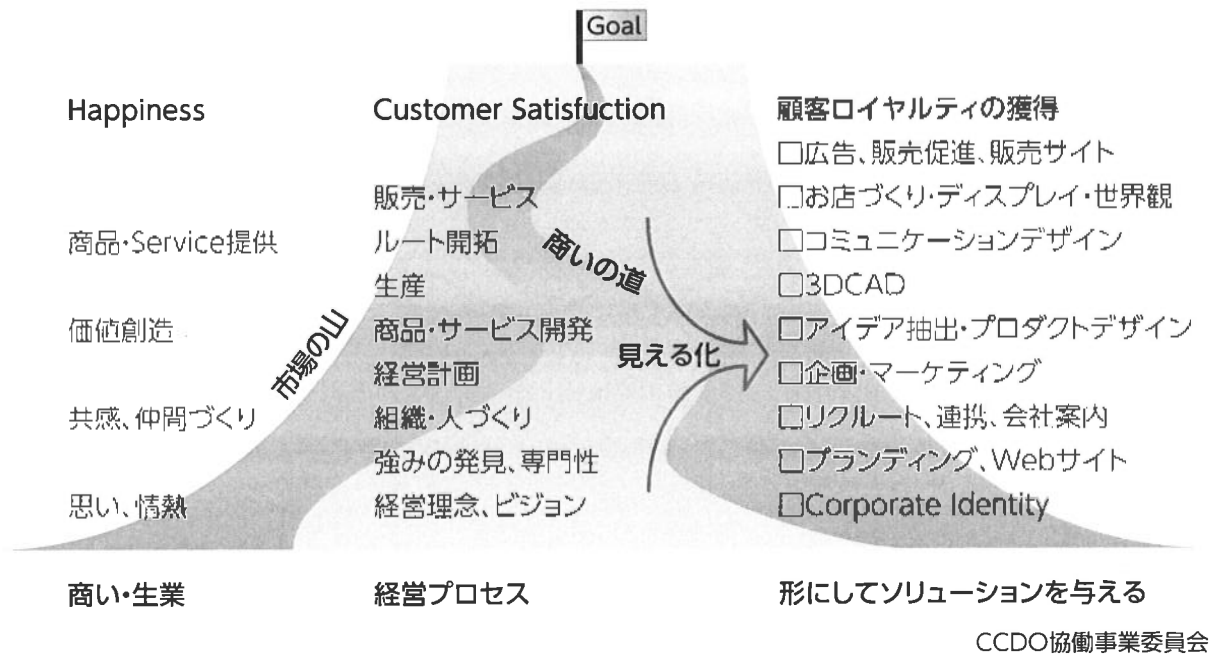 Goal
Happiness
商品・Service提供
価値創造
共感、仲間づくり
思い、情熱
商い・生業
市場の山
Customer Satisfuction
販売・サービス
ルート開拓
生産
商品・サービス開発
経営計画
組織・人づくり
強みの発見、専門性
経営理念、ビジョン
経営プロセス
商いの道
見える化
顧客ロイヤルティの獲得
□広告、販売促進、販売サイト
□お店づくり・ディスプレイ・世界観
□コミュニケーションデザイン
□3DCAD
□アイデア抽出・プロダクトデザイン
□企画・マーケティング
□リクルート、連携、会社案内
□ブランディング、Webサイト
□Corporate Identity
形にしてソリューションを与える
CCDO協働事業委員会